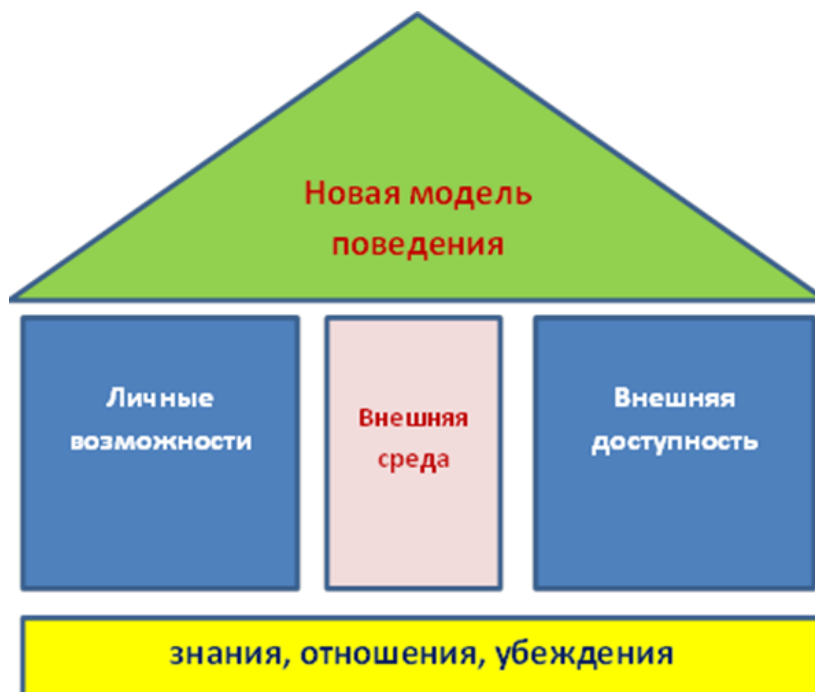 Новая модель
поведения
Личные
возможности
Внешняя
среда
Внешняя
доступность
знания, отношения, убеждения